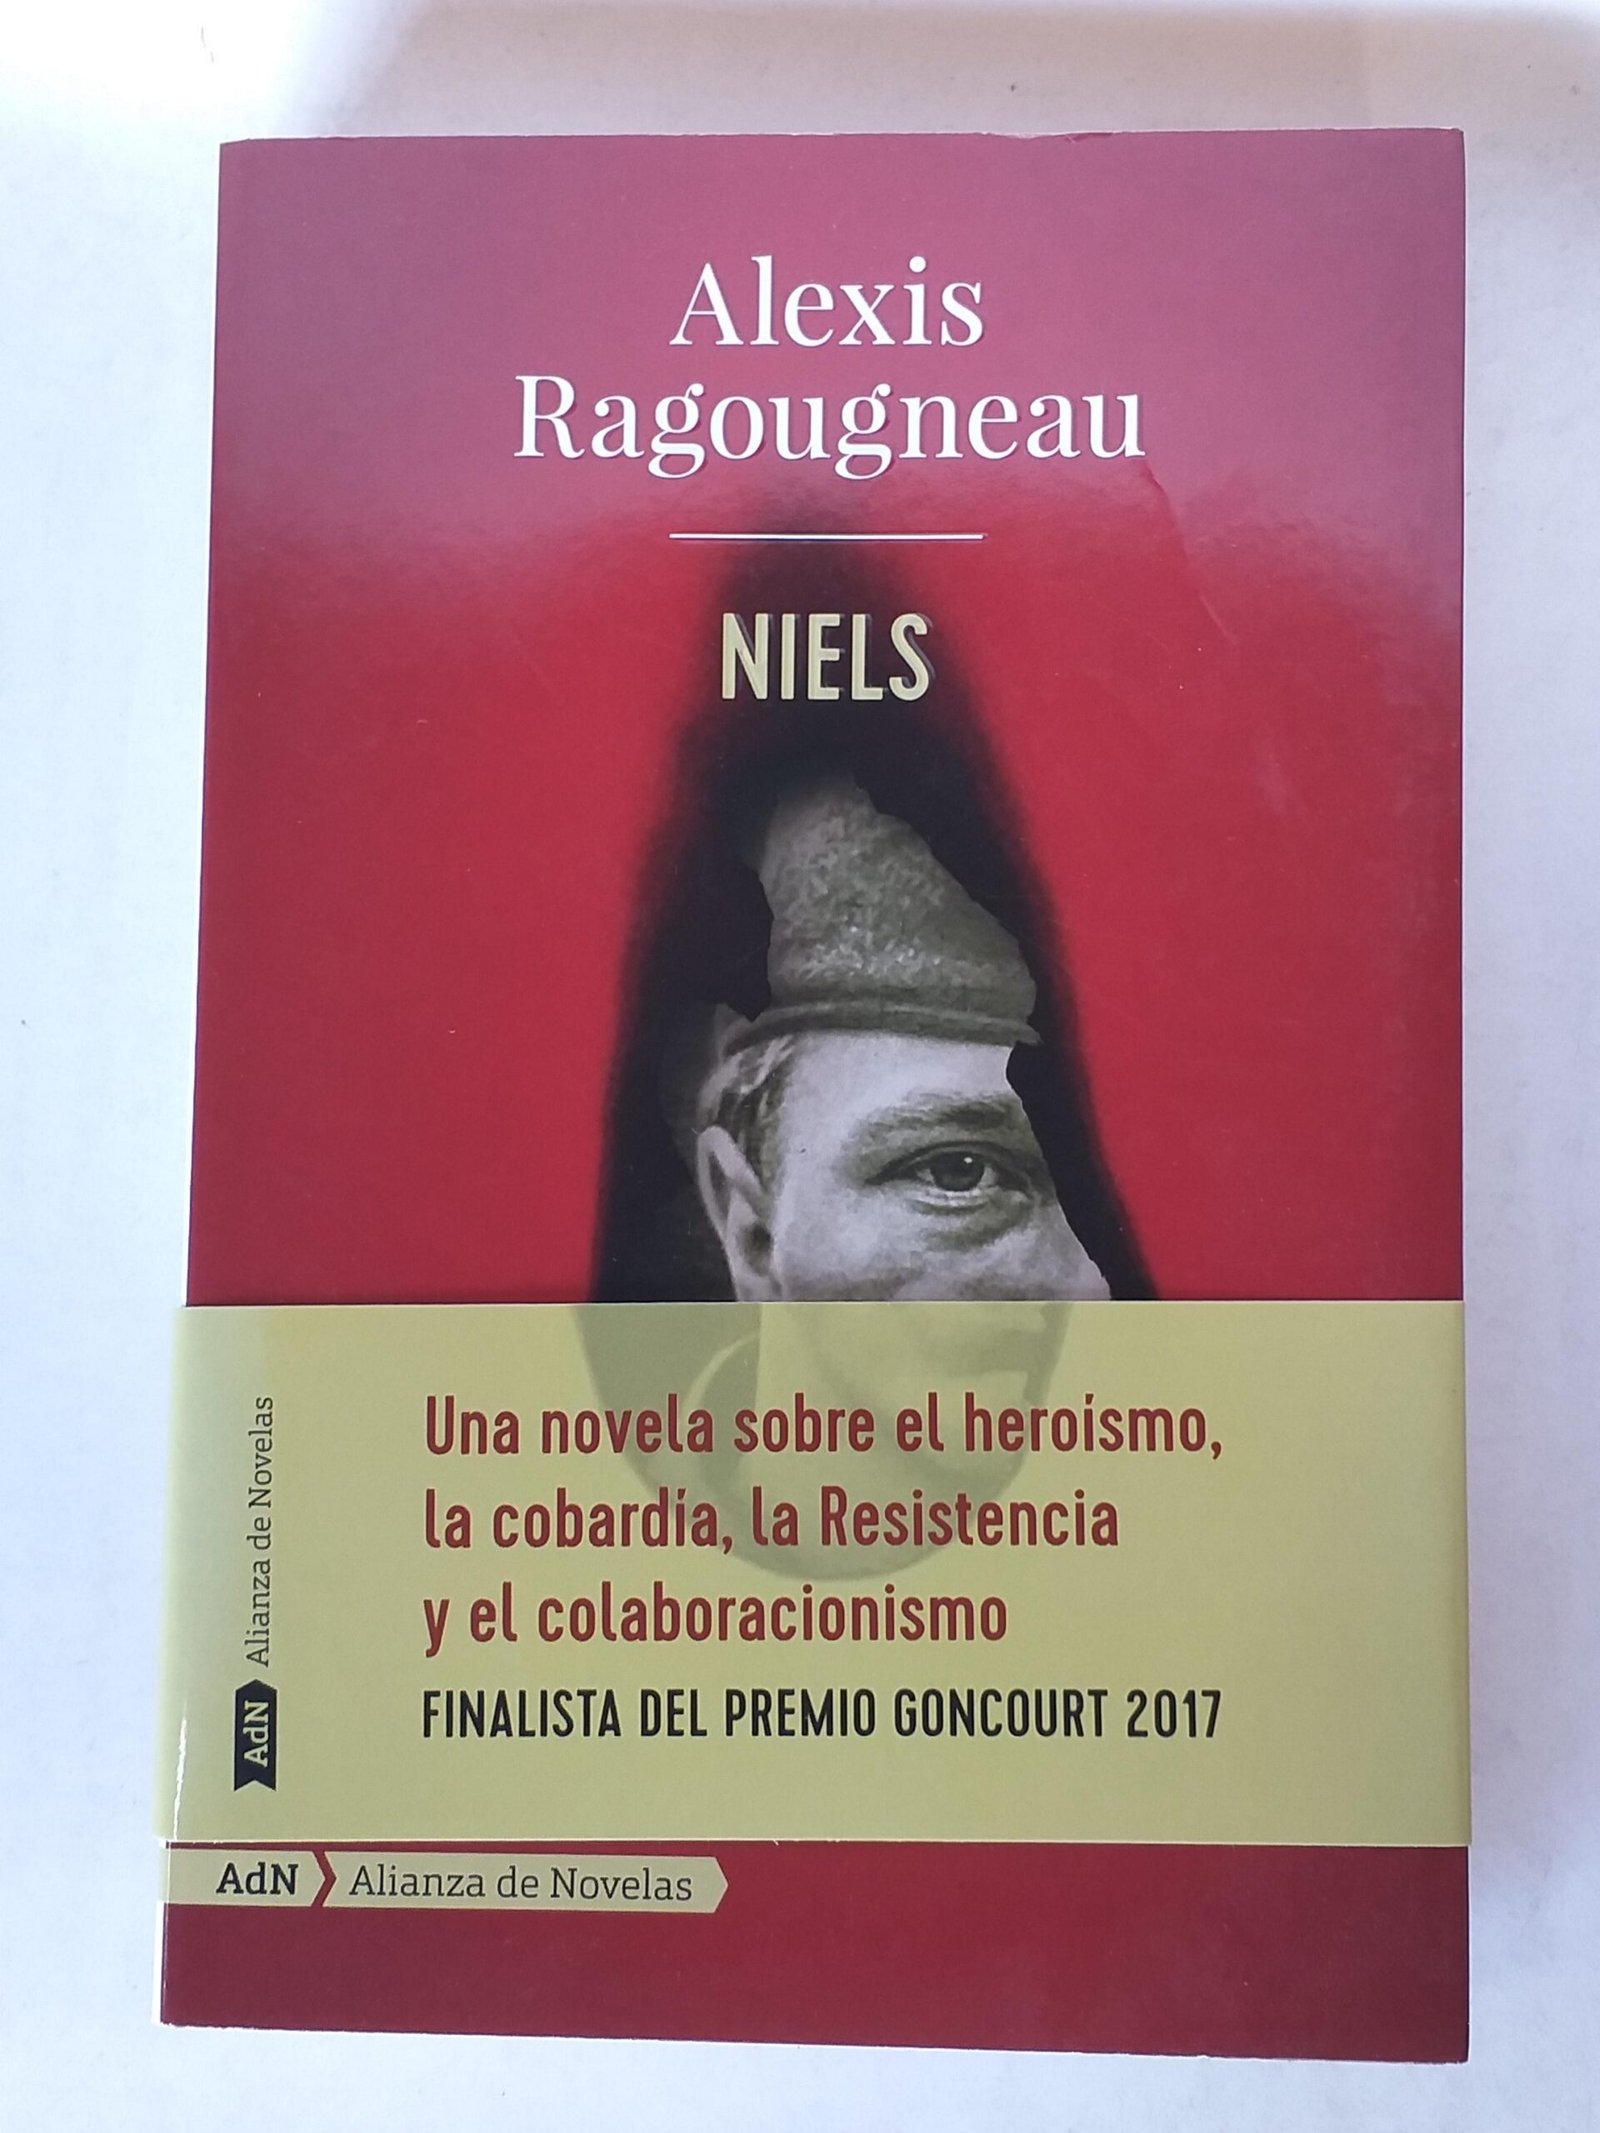 Alexis
Ragougneau
NIELS
Una novela sobre el heroísmo,
la cobardía, la Resistencia
y el colaboracionismo
FINALISTA DEL PREMIO GONCOURT 2017
AdN Alianza de Novelas
AdN Alianza de Novelas